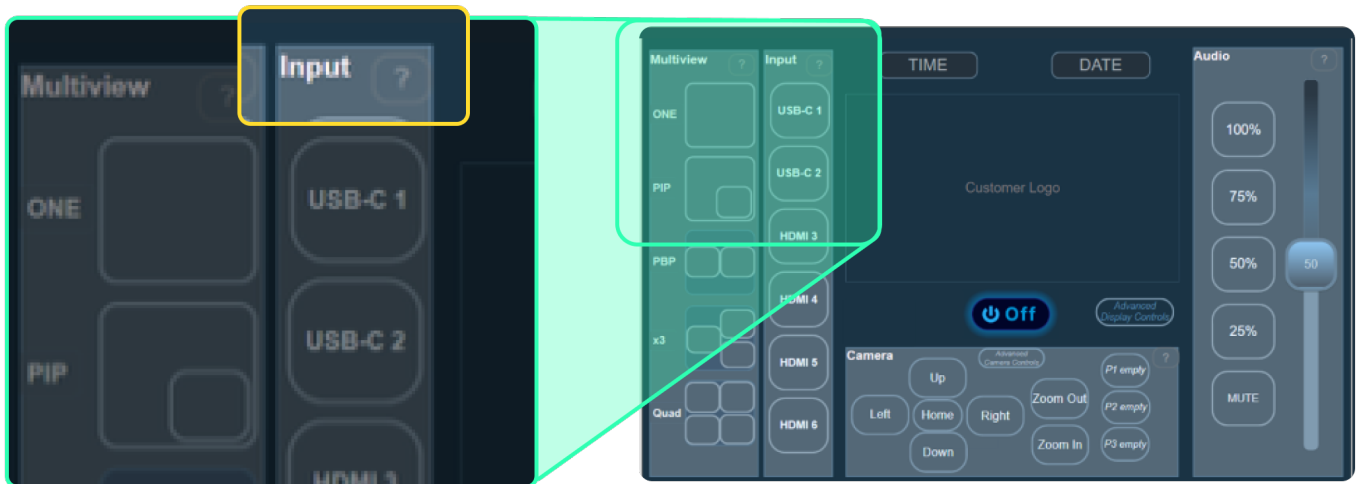 Input ?
Multiview ?
ONE
USB-C 1
PIP
USB-C 2
HDMI 3
Multiview ?
Input ?
TIME
DATE
Audio ?
ONE
USB-C 1
100%
PIP
USB-C 2
75%
Customer Logo
HDMI 3
PBP
50%
50
HDMI 4
Off
Advanced
Display Controls
x3
25%
HDMI 5
Camera
Advanced
Camera Controls
?
Up
P1 empty
Left
Home
Right
Zoom Out
P2 empty
MUTE
Quad
HDMI 6
Down
Zoom In
P3 empty